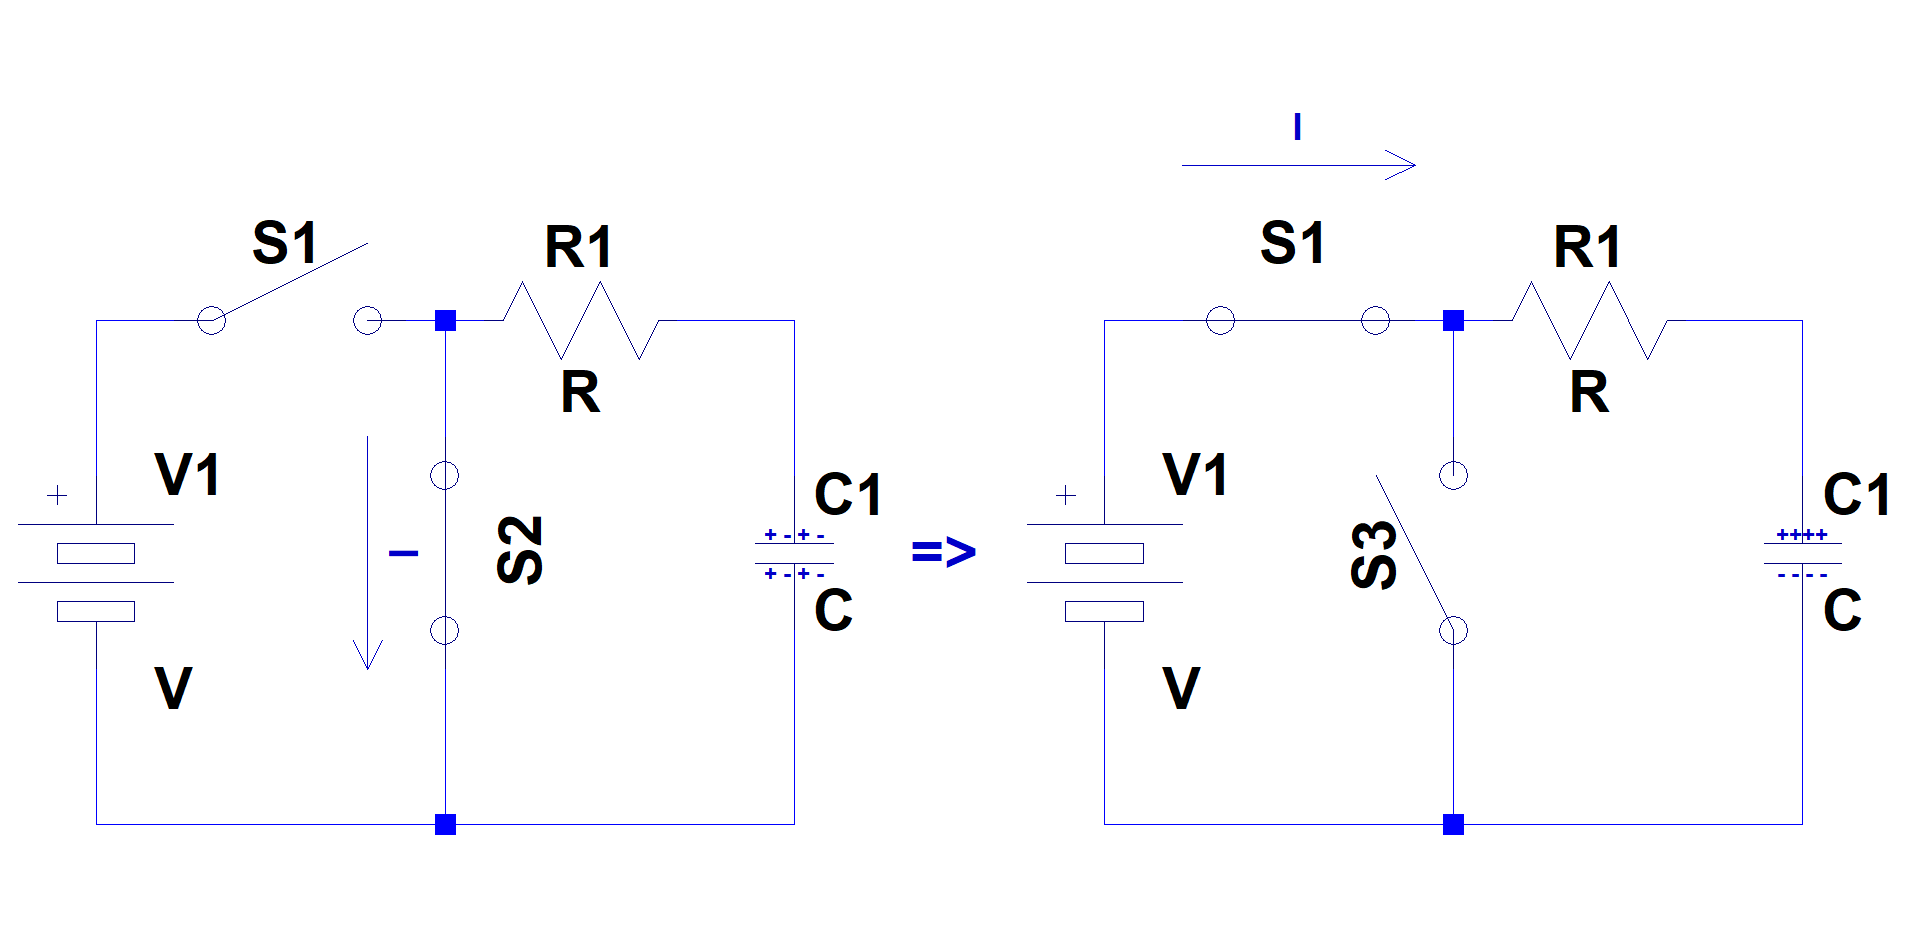 I
S1
R1
S1
R1
R
R
V1
+
I
S2
C1
+ - + -
+ - + -
C
=>
V1
+
S3
C1
++++
- - - -
C
V
V